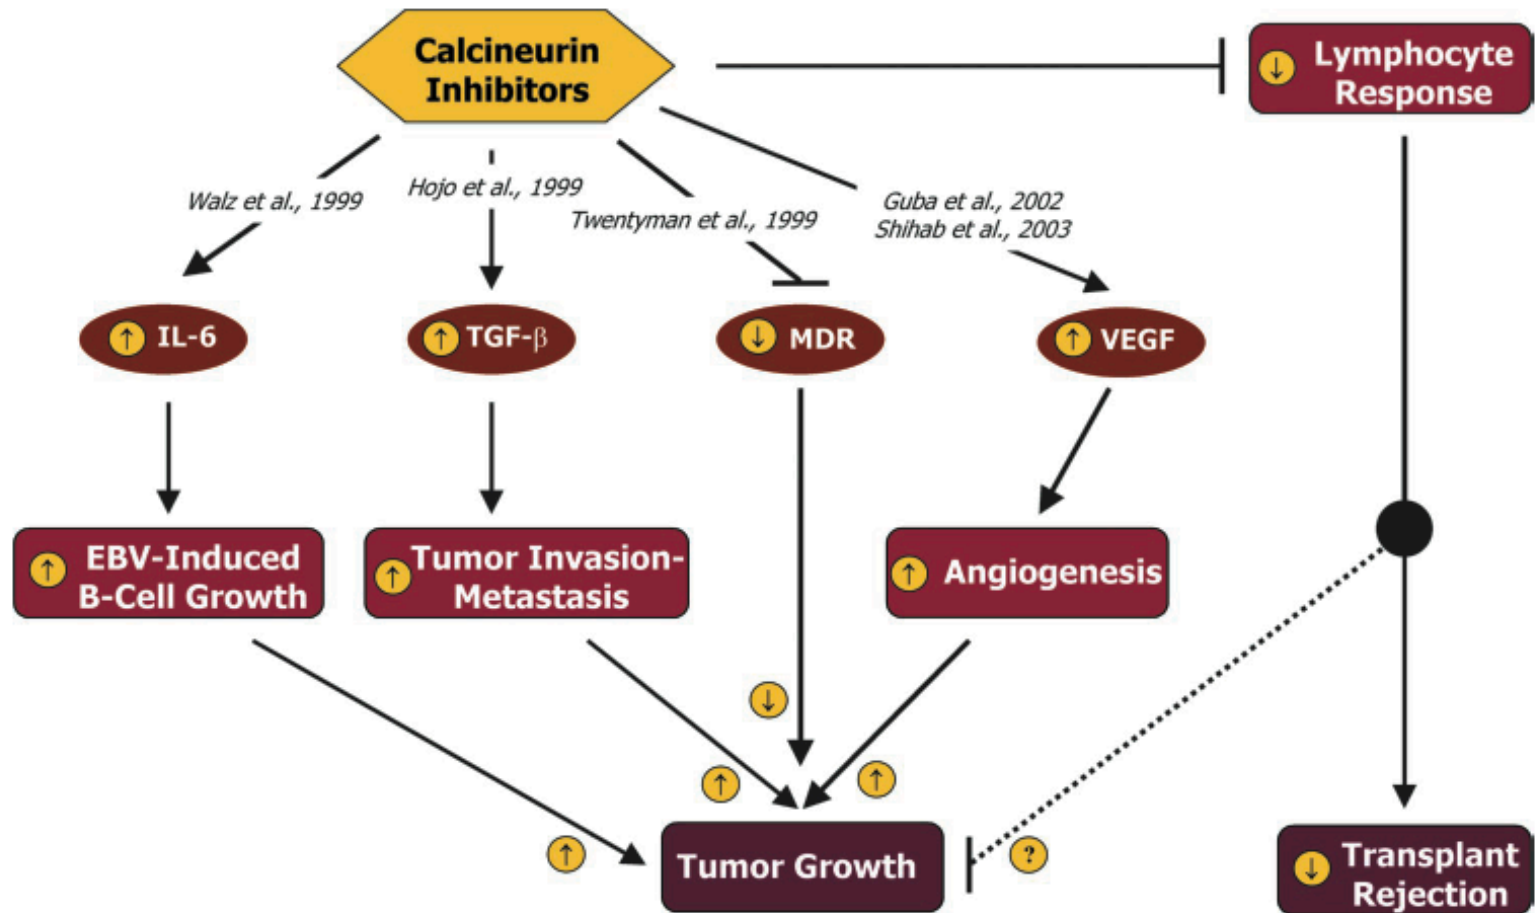 Calcineurin
Inhibitors
↓ Lymphocyte
Response
Walz et al., 1999
Hojo et al., 1999
Twentyman et al., 1999
Guba et al., 2002
Shihab et al., 2003
↑ IL-6
↑ TGF-β
↓ MDR
↑ VEGF
↑ EBV-Induced
B-Cell Growth
↑ Tumor Invasion-
Metastasis
↑ Angiogenesis
↓
↑
↑
↑
?
Tumor Growth
↓ Transplant
Rejection